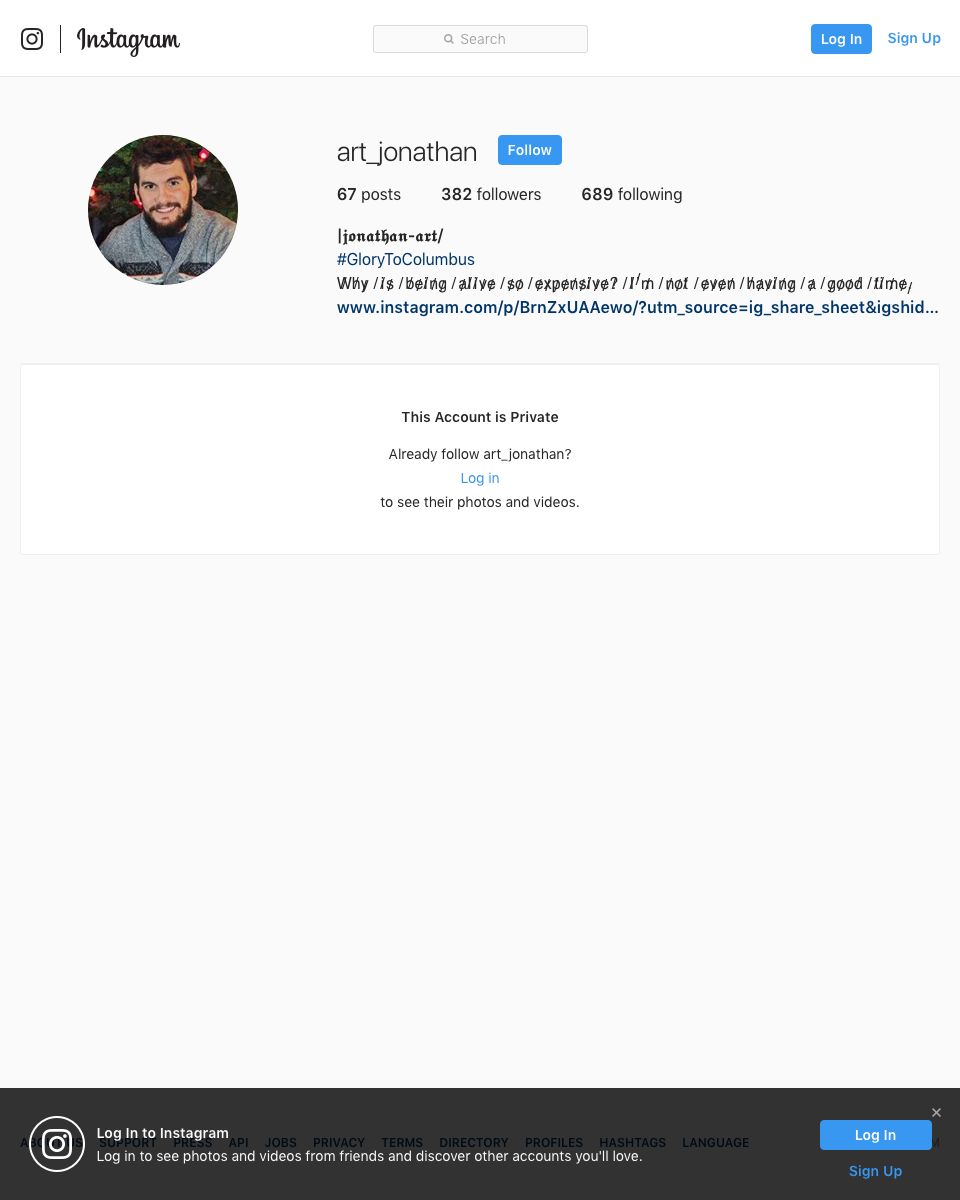 Instagram
Search
Log In
Sign Up
art_jonathan
Follow
67 posts 382 followers 689 following
|𝖏𝖔𝖓𝖆𝖙𝖍𝖆𝖓-𝖆𝖗𝖙/
#GloryToColumbus
Why /is /being /alive /so /expensive? /I'm /not /even /having /a /good /time,
www.instagram.com/p/BrnZxUAAewo/?utm_source=ig_share_sheet&igshid...
This Account is Private
Already follow art_jonathan?
Log in
to see their photos and videos.
Log In to Instagram
Log in to see photos and videos from friends and discover other accounts you'll love.
SUPPORT PRESS API JOBS PRIVACY TERMS DIRECTORY PROFILES HASHTAGS LANGUAGE
Log In
Sign Up